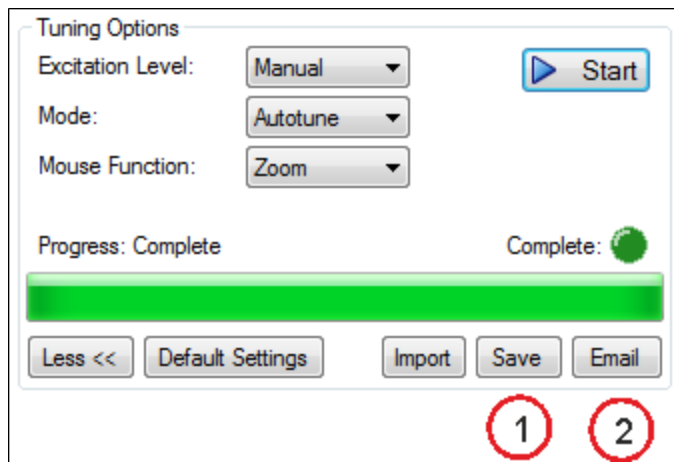 Tuning Options
Excitation Level: Manual Start
Mode: Autotune
Mouse Function: Zoom
Progress: Complete Complete:
Less << Default Settings Import Save Email
1 2